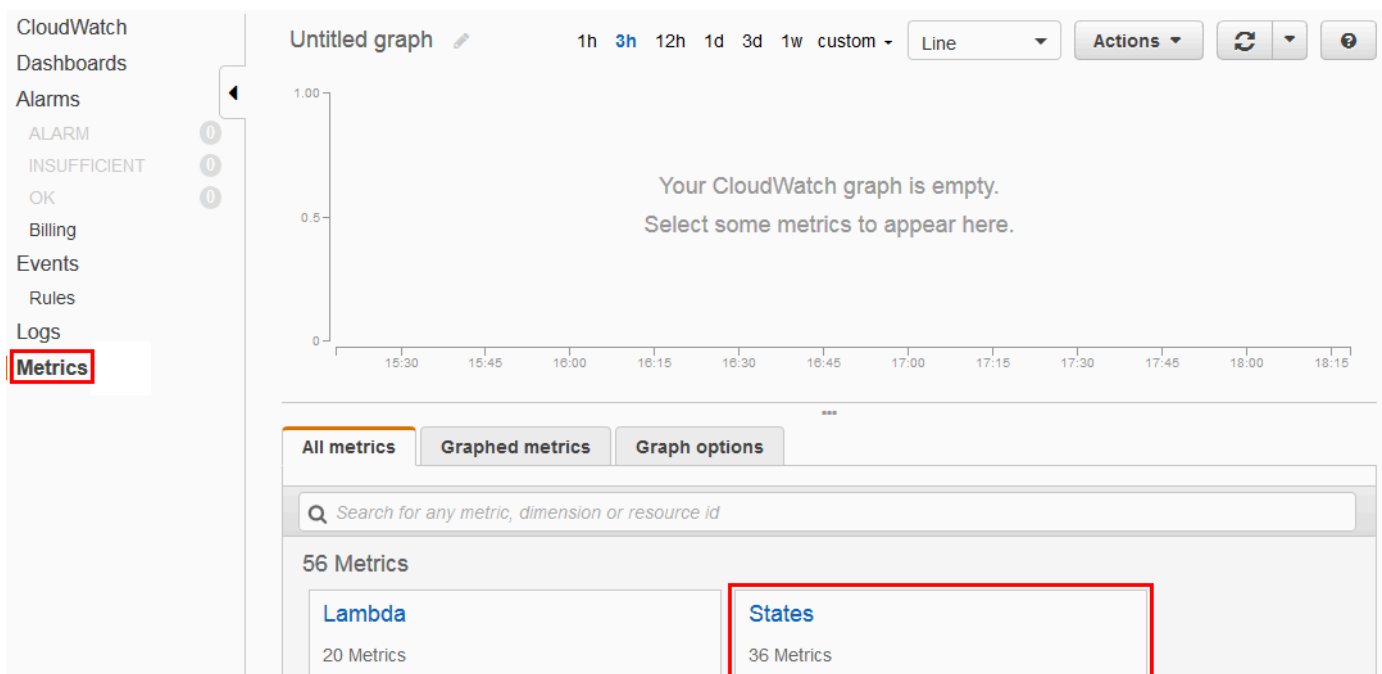 CloudWatch
Dashboards
Alarms
ALARM 0
INSUFFICIENT 0
OK 0
Billing
Events
Rules
Logs
Metrics
Untitled graph 1h 3h 12h 1d 3d 1w custom Line Actions
1.00
Your CloudWatch graph is empty.
0.5
Select some metrics to appear here.
0
15:30 15:45 16:00 16:15 16:30 16:45 17:00 17:15 17:30 17:45 18:00 18:15
All metrics Graphed metrics Graph options
Search for any metric, dimension or resource id
56 Metrics
Lambda States
20 Metrics 36 Metrics